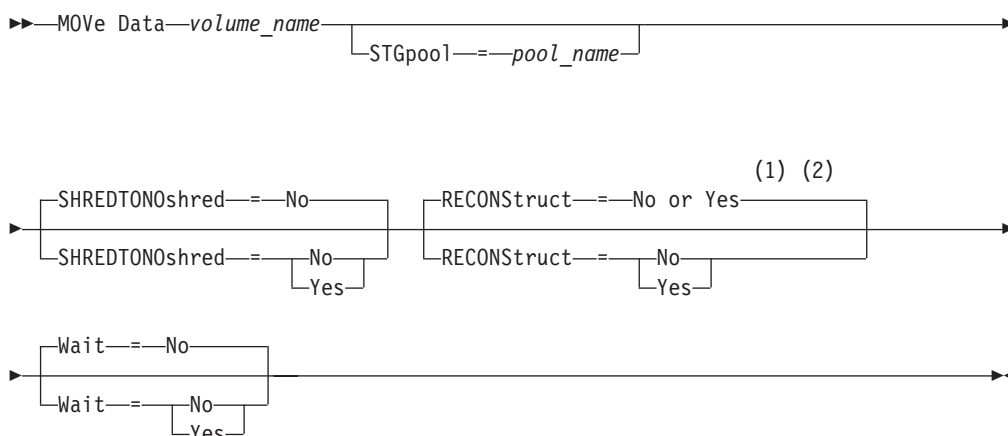 MOVe Data volume_name
STGpool = pool_name
(1) (2)
SHREDTONOshred = No RECONStruct = No or Yes
SHREDTONOshred = No RECONStruct = No
Yes Yes
Wait = No
Wait = No
Yes